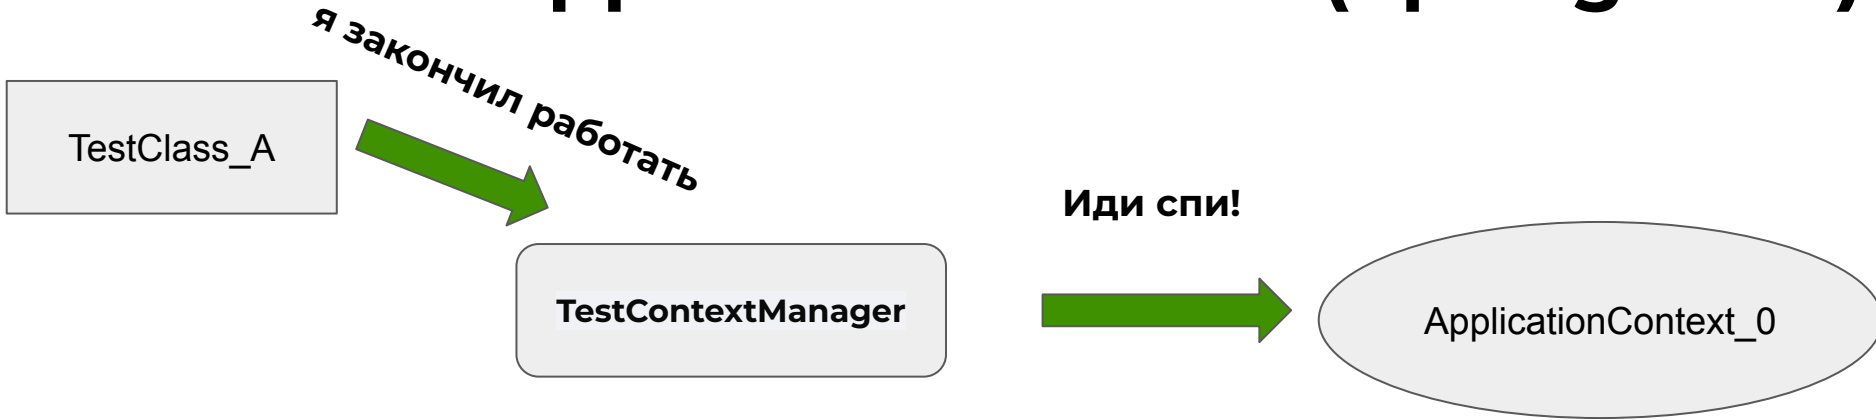 я закончил работать
TestClass_A
Иди спи!
TestContextManager
ApplicationContext_0